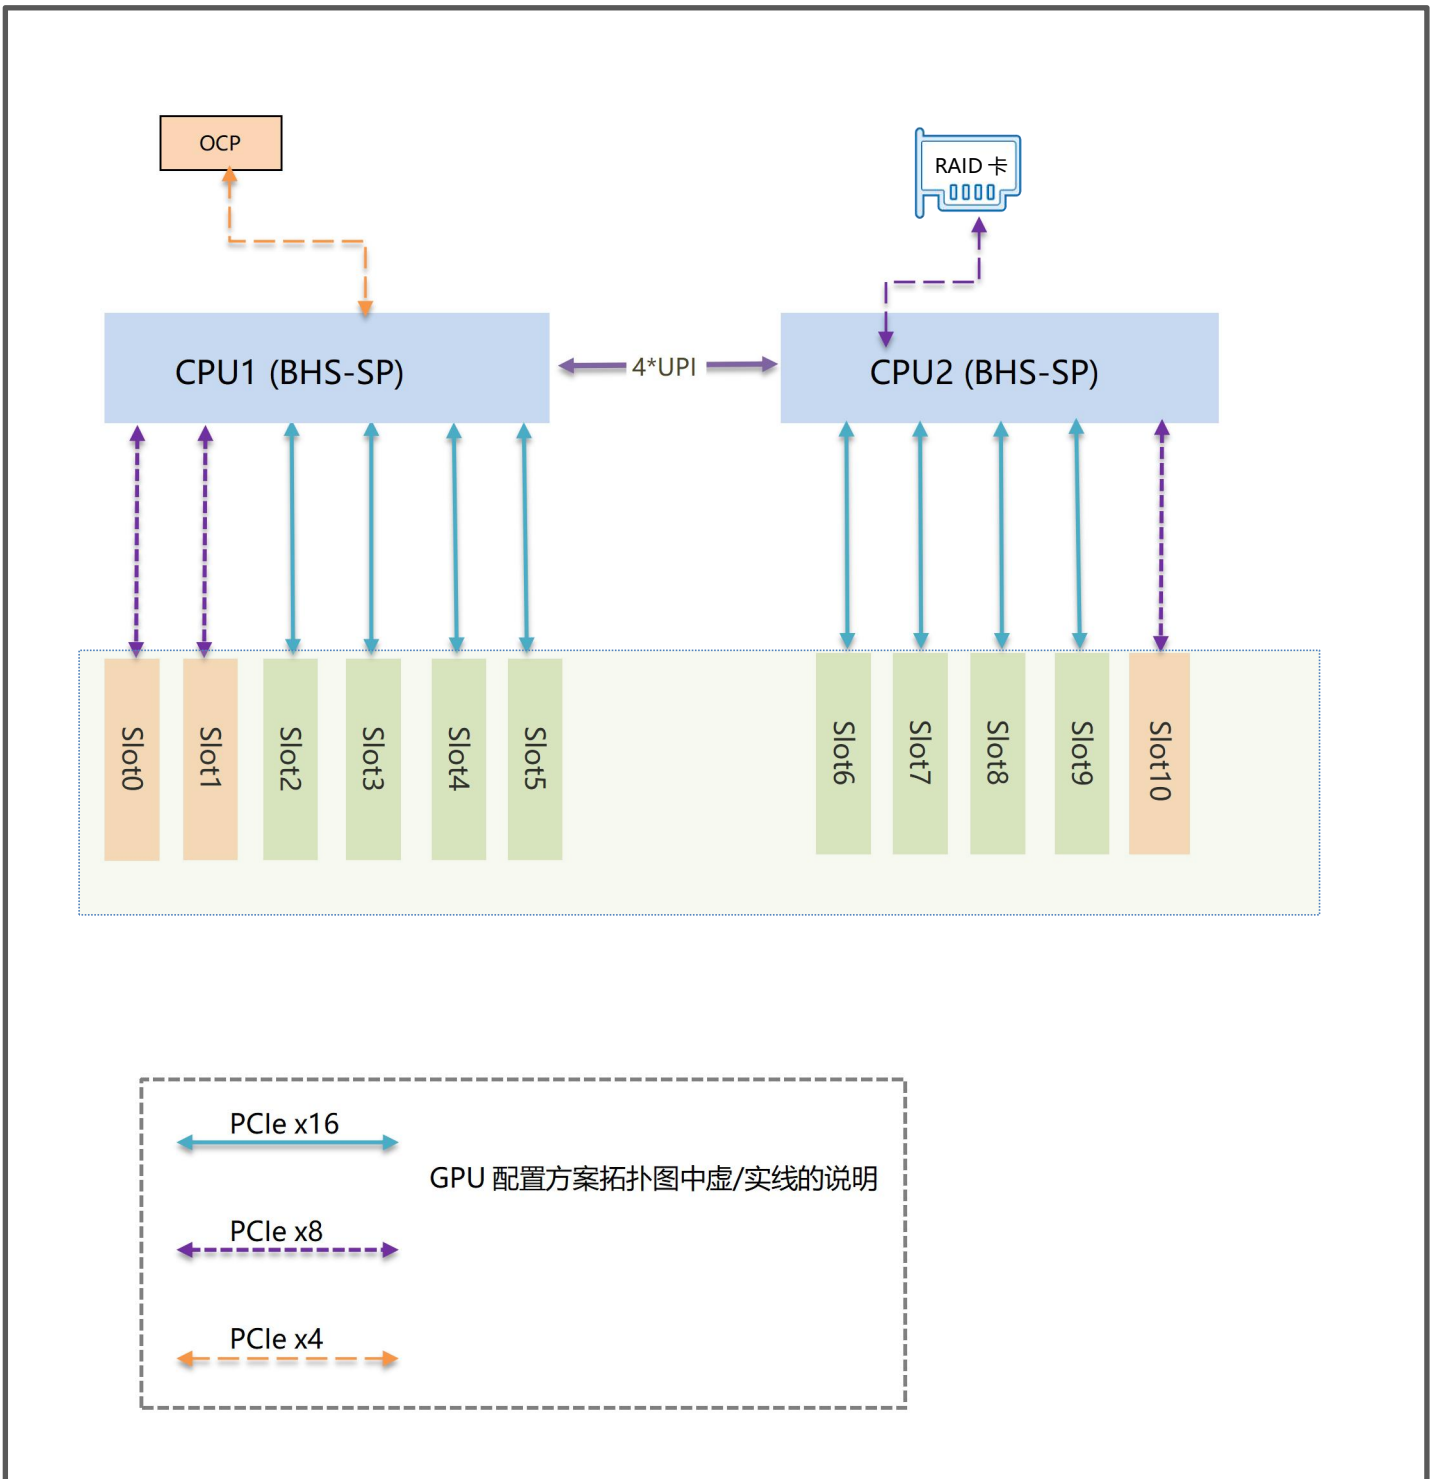 OCP
RAID 卡
CPU1 (BHS-SP)
4*UPI
CPU2 (BHS-SP)
Slot0
Slot1
Slot2
Slot3
Slot4
Slot5
Slot6
Slot7
Slot8
Slot9
Slot10
PCIe x16
GPU 配置方案拓扑图中虚/实线的说明
PCIe x8
PCIe x4